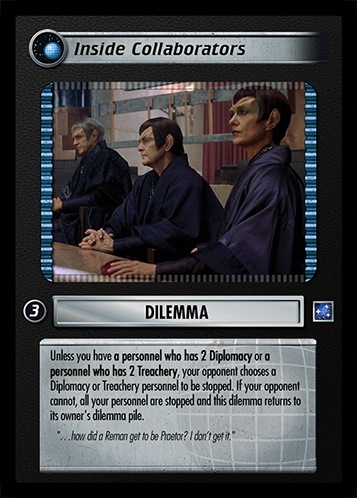 Inside Collaborators
3
DILEMMA
Unless you have a personnel who has 2 Diplomacy or a
personnel who has 2 Treachery, your opponent chooses a
Diplomacy or Treachery personnel to be stopped. If your opponent
cannot, all your personnel are stopped and this dilemma returns to
its owner's dilemma pile.
"...how did a Reman get to be Praetor? I don't get it."